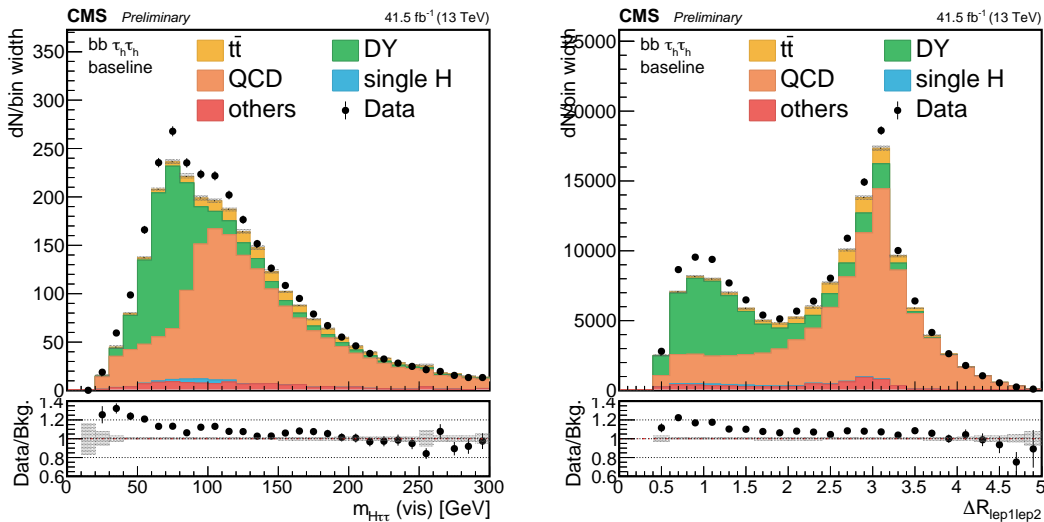 CMS Preliminary 41.5 fb⁻¹ (13 TeV)
dN/bin width
bb τₕτₕ
baseline
tt̄
DY
QCD
single H
others
Data
350
300
250
200
150
100
50
0
Data/Bkg.
1.4
1.2
1
0.8
0.6
0 50 100 150 200 250 300
m_Hττ (vis) [GeV]
CMS Preliminary 41.5 fb⁻¹ (13 TeV)
dN/bin width
bb τₕτₕ
baseline
tt̄
DY
QCD
single H
others
Data
25000
20000
15000
10000
5000
0
Data/Bkg.
1.4
1.2
1
0.8
0.6
0 0.5 1 1.5 2 2.5 3 3.5 4 4.5 5
ΔR_lep1lep2